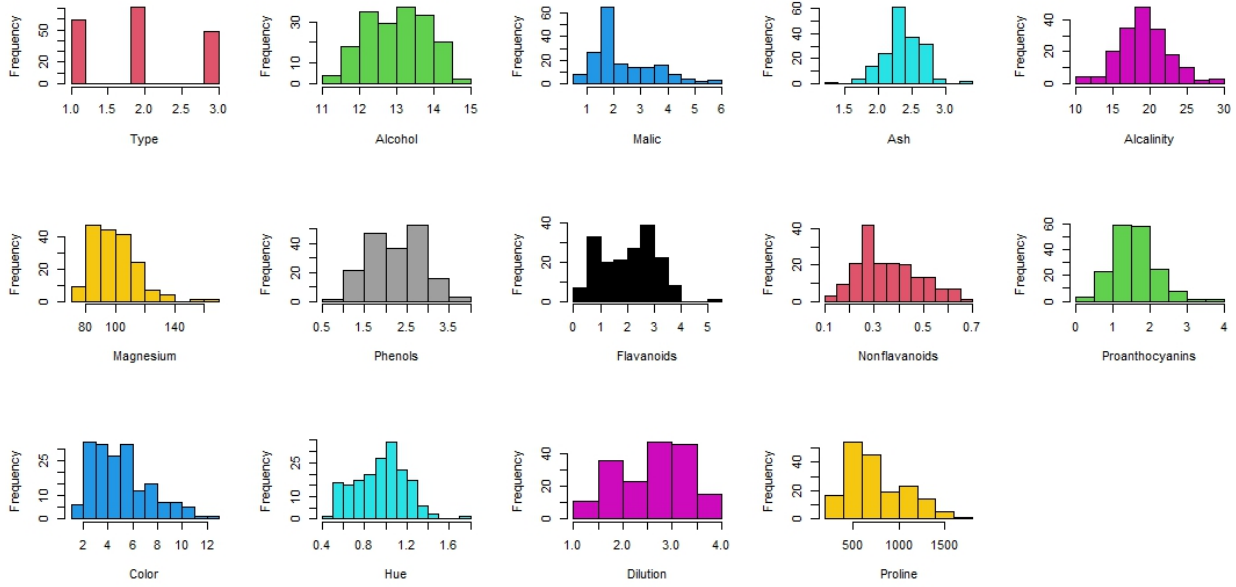 Frequency
0 20 50
1.0 1.5 2.0 2.5 3.0
Type
Frequency
0 10 30
11 12 13 14 15
Alcohol
Frequency
0 20 40 60
1 2 3 4 5 6
Malic
Frequency
0 20 40 60
1.5 2.0 2.5 3.0
Ash
Frequency
0 20 40
10 15 20 25 30
Alcalinity
Frequency
0 20 40
80 100 140
Magnesium
Frequency
0 20 40
0.5 1.5 2.5 3.5
Phenols
Frequency
0 20 40
0 1 2 3 4 5
Flavanoids
Frequency
0 20 40
0.1 0.3 0.5 0.7
Nonflavanoids
Frequency
0 20 40 60
0 1 2 3 4
Proanthocyanins
Frequency
0 10 25
2 4 6 8 10 12
Color
Frequency
0 10 25
0.4 0.8 1.2 1.6
Hue
Frequency
0 20 40
1.0 2.0 3.0 4.0
Dilution
Frequency
0 20 40
500 1000 1500
Proline